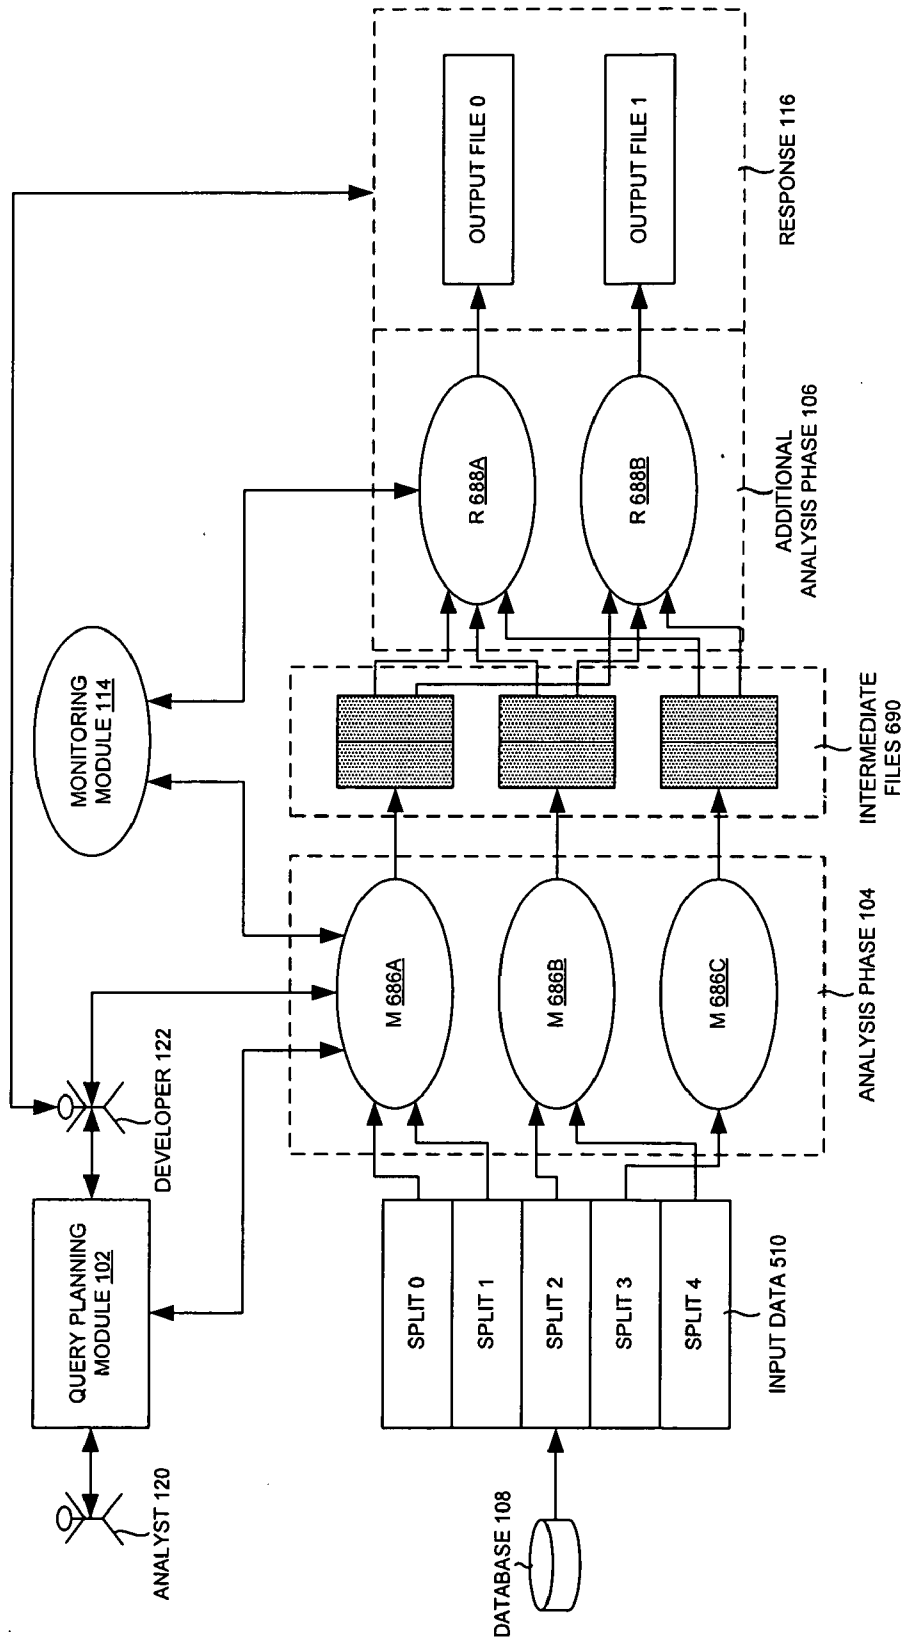 ANALYST 120
QUERY PLANNING
MODULE 102
DEVELOPER 122
MONITORING
MODULE 114
DATABASE 108
SPLIT 0
SPLIT 1
SPLIT 2
SPLIT 3
SPLIT 4
INPUT DATA 510
M 686A
M 686B
M 686C
ANALYSIS PHASE 104
INTERMEDIATE
FILES 690
R 688A
R 688B
ADDITIONAL
ANALYSIS PHASE 106
OUTPUT FILE 0
OUTPUT FILE 1
RESPONSE 116